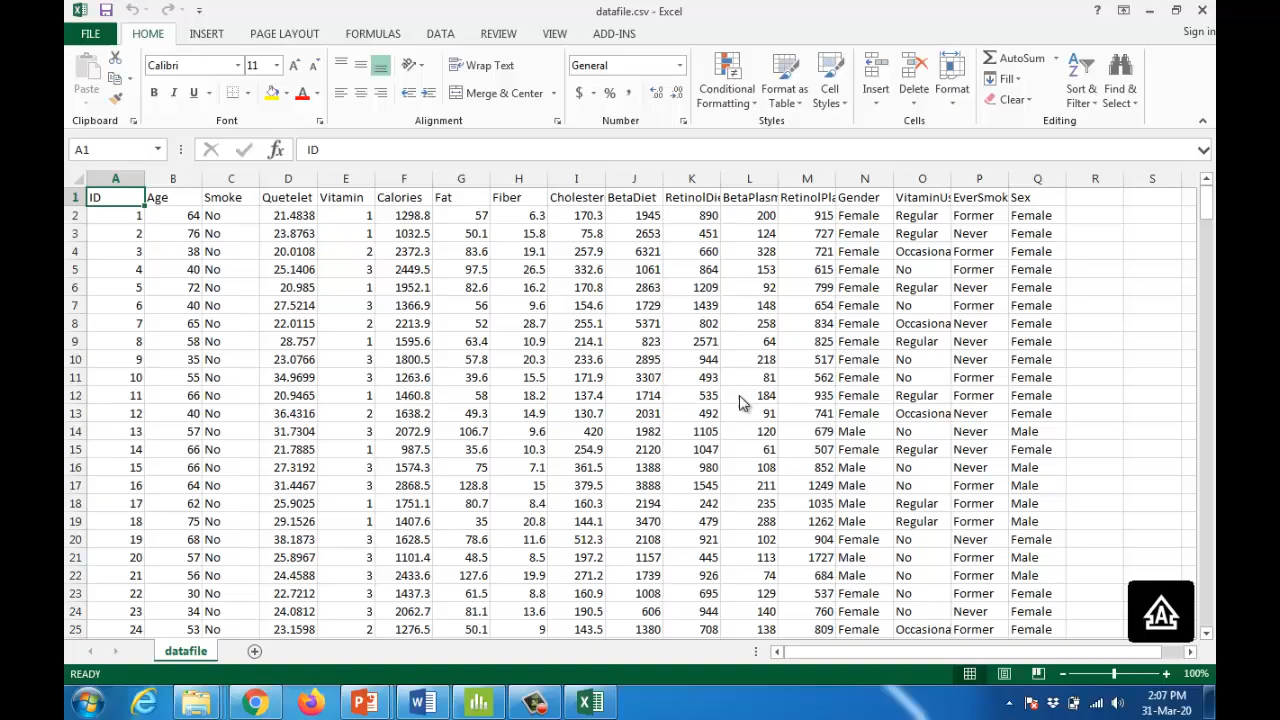 datafile.csv - Excel
FILE HOME INSERT PAGE LAYOUT FORMULAS DATA REVIEW VIEW ADD-INS Sign in
Calibri 11 Wrap Text General AutoSum
Paste Conditional Format as Cell Insert Delete Format Fill Sort & Find &
B I U Merge & Center $ % , Formatting Table Styles Clear Filter Select
Clipboard Font Alignment Number Styles Cells Editing
A1 fx ID
A B C D E F G H I J K L M N O P Q R S
1 ID Age Smoke Quetelet Vitamin Calories Fat Fiber Cholester BetaDiet RetinolDie BetaPlasm RetinolPla Gender VitaminUs EverSmok Sex
2 1 64 No 21.4838 1 1298.8 57 6.3 170.3 1945 890 200 915 Female Regular Former Female
3 2 76 No 23.8763 1 1032.5 50.1 15.8 75.8 2653 451 124 727 Female Regular Never Female
4 3 38 No 20.0108 2 2372.3 83.6 19.1 257.9 6321 660 328 721 Female Occasiona Former Female
5 4 40 No 25.1406 3 2449.5 97.5 26.5 332.6 1061 864 153 615 Female No Former Female
6 5 72 No 20.985 1 1952.1 82.6 16.2 170.8 2863 1209 92 799 Female Regular Never Female
7 6 40 No 27.5214 3 1366.9 56 9.6 154.6 1729 1439 148 654 Female No Former Female
8 7 65 No 22.0115 2 2213.9 52 28.7 255.1 5371 802 258 834 Female Occasiona Never Female
9 8 58 No 28.757 1 1595.6 63.4 10.9 214.1 823 2571 64 825 Female Regular Never Female
10 9 35 No 23.0766 3 1800.5 57.8 20.3 233.6 2895 944 218 517 Female No Never Female
11 10 55 No 34.9699 3 1263.6 39.6 15.5 171.9 3307 493 81 562 Female No Former Female
12 11 66 No 20.9465 1 1460.8 58 18.2 137.4 1714 535 184 935 Female Regular Former Female
13 12 40 No 36.4316 2 1638.2 49.3 14.9 130.7 2031 492 91 741 Female Occasiona Never Female
14 13 57 No 31.7304 3 2072.9 106.7 9.6 420 1982 1105 120 679 Male No Never Male
15 14 66 No 21.7885 1 987.5 35.6 10.3 254.9 2120 1047 61 507 Female Regular Never Female
16 15 66 No 27.3192 3 1574.3 75 7.1 361.5 1388 980 108 852 Male No Never Male
17 16 64 No 31.4467 3 2868.5 128.8 15 379.5 3888 1545 211 1249 Male No Former Male
18 17 62 No 25.9025 1 1751.1 80.7 8.4 160.3 2194 242 235 1035 Male Regular Former Male
19 18 75 No 29.1526 1 1407.6 35 20.8 144.1 3470 479 288 1262 Male Regular Former Male
20 19 68 No 38.1873 3 1628.5 78.6 11.6 512.3 2108 921 102 904 Female No Never Female
21 20 57 No 25.8967 3 1101.4 48.5 8.5 197.2 1157 445 113 1727 Male No Former Male
22 21 56 No 24.4588 3 2433.6 127.6 19.9 271.2 1739 926 74 684 Male No Former Male
23 22 30 No 22.7212 3 1437.3 61.5 8.8 160.9 1008 695 129 537 Female No Former Female
24 23 34 No 24.0812 3 2062.7 81.1 13.6 190.5 606 944 140 760 Female No Never Female
25 24 53 No 23.1598 2 1276.5 50.1 9 143.5 1380 708 138 809 Female Occasiona Former Female
datafile
READY 100%
2:07 PM
31-Mar-20